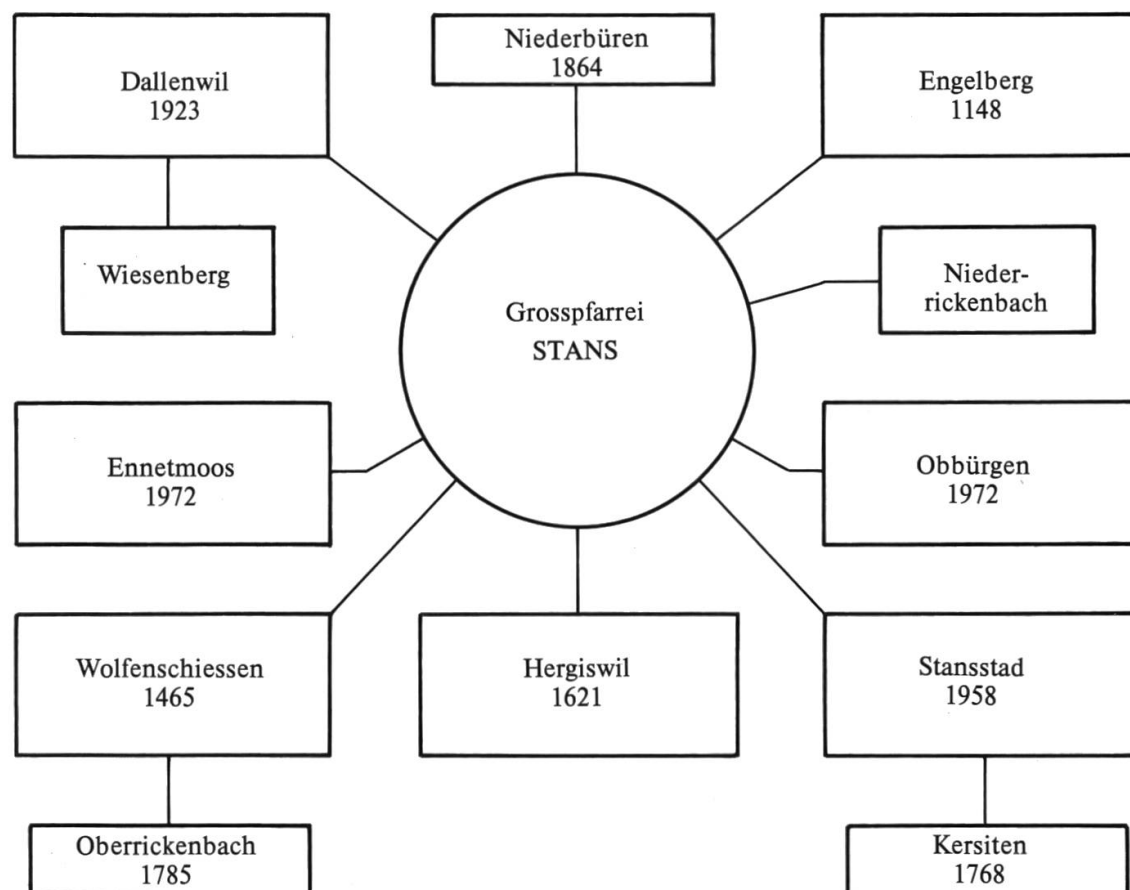 Niederbüren
1864
Dallenwil
1923
Engelberg
1148
Wiesenberg
Nieder-
rickenbach
Grosspfarrei
STANS
Ennetmoos
1972
Obbürgen
1972
Wolfenschiessen
1465
Hergiswil
1621
Stansstad
1958
Oberrickenbach
1785
Kersiten
1768